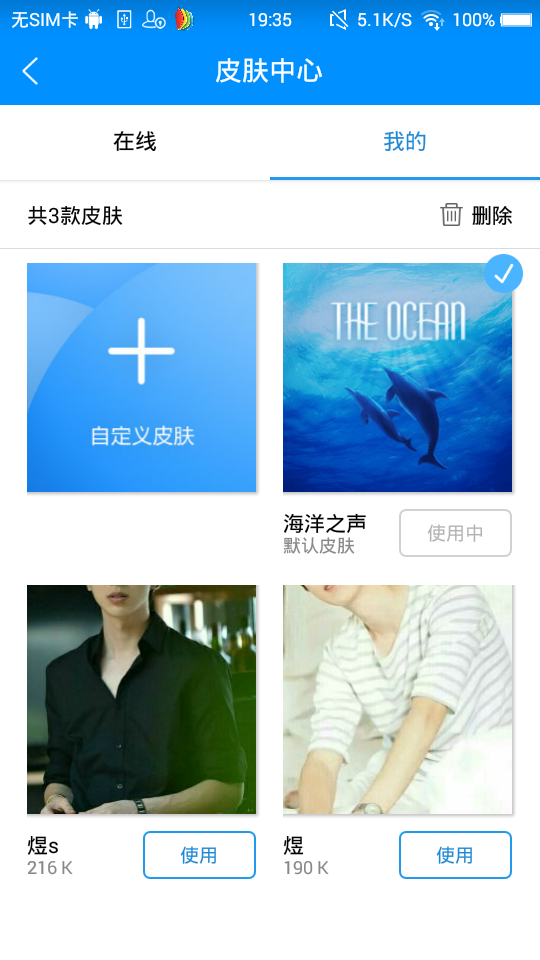 无SIM卡 19:35 5.1K/S 100%
皮肤中心
在线 我的
共3款皮肤 删除
THE OCEAN
自定义皮肤
海洋之声 使用中
默认皮肤
煜s 使用
216 K
煜 使用
190 K